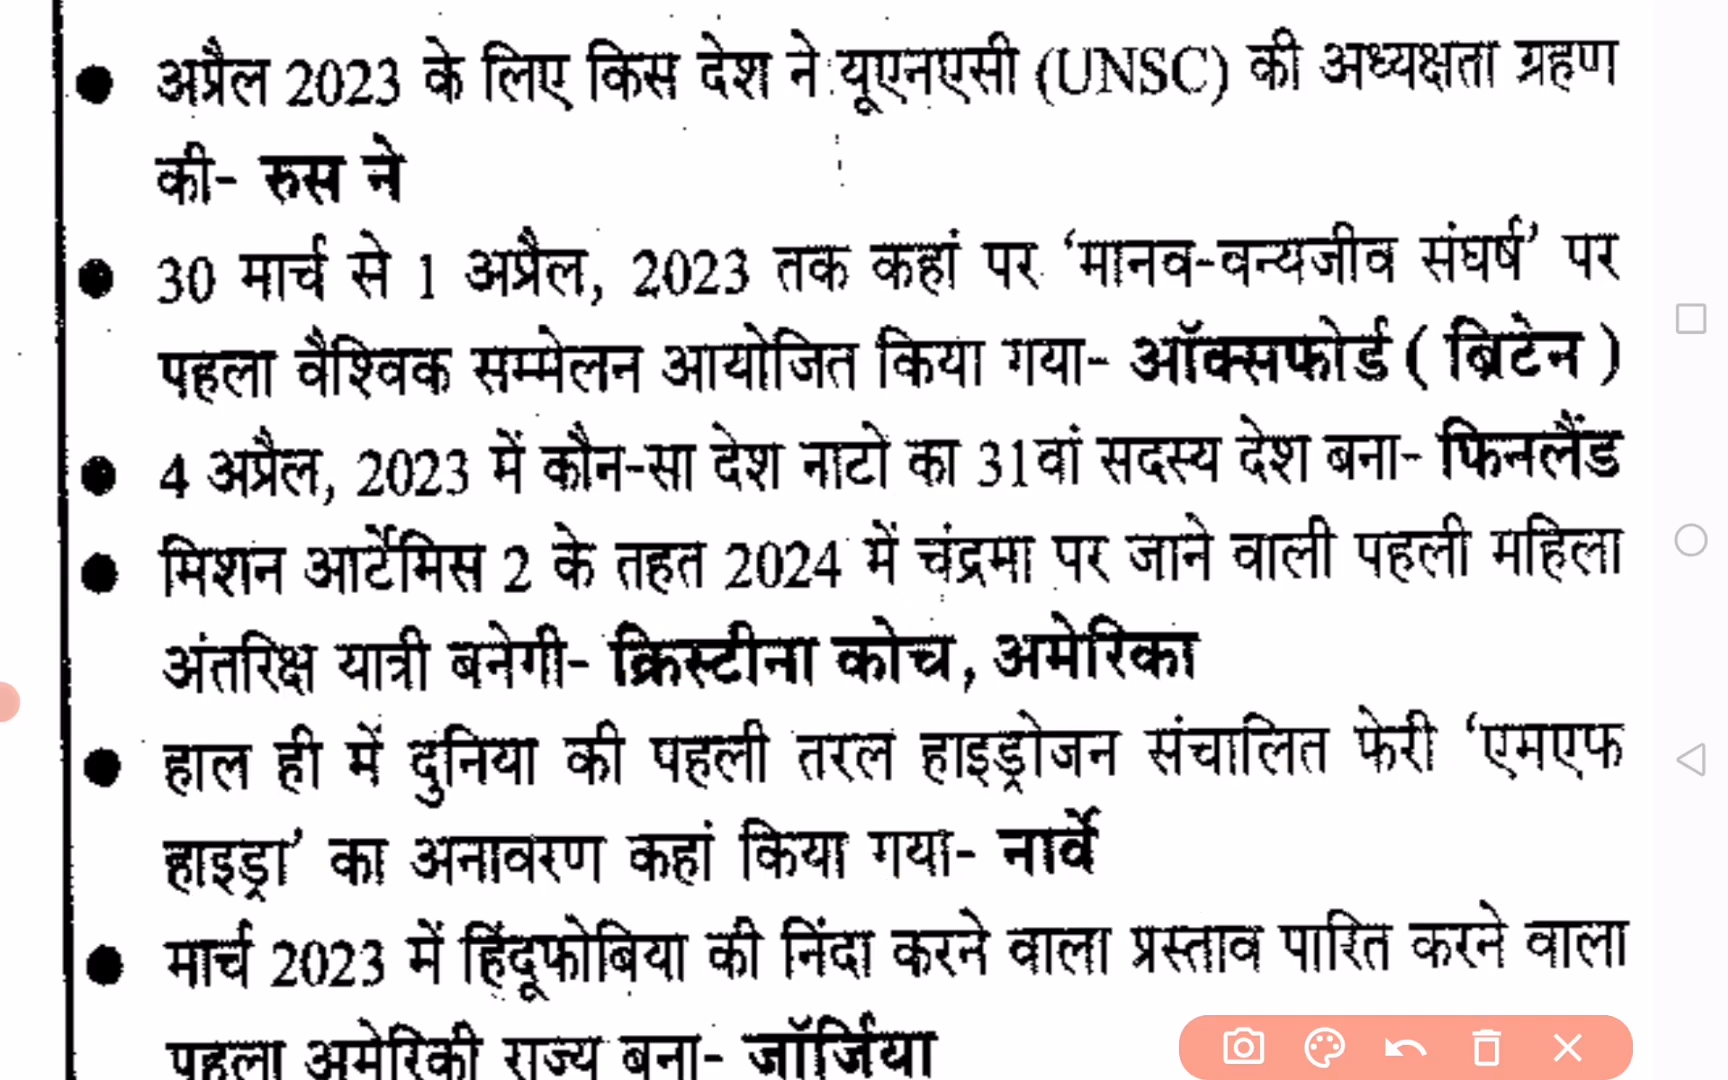 ● अप्रैल 2023 के लिए किस देश ने यूएनएसी (UNSC) की अध्यक्षता ग्रहण
की- रुस ने
● 30 मार्च से 1 अप्रैल, 2023 तक कहां पर ‘मानव-वन्यजीव संघर्ष’ पर
पहला वैश्विक सम्मेलन आयोजित किया गया- ऑक्सफोर्ड ( ब्रिटेन )
● 4 अप्रैल, 2023 में कौन-सा देश नाटो का 31वां सदस्य देश बना- फिनलैंड
● मिशन आर्टेमिस 2 के तहत 2024 में चंद्रमा पर जाने वाली पहली महिला
अंतरिक्ष यात्री बनेगी- क्रिस्टीना कोच, अमेरिका
● हाल ही में दुनिया की पहली तरल हाइड्रोजन संचालित फेरी ‘एमएफ
हाइड्रा’ का अनावरण कहां किया गया- नार्वे
● मार्च 2023 में हिंदूफोबिया की निंदा करने वाला प्रस्ताव पारित करने वाला
पहला अमेरिकी राज्य बना- जॉर्जिया